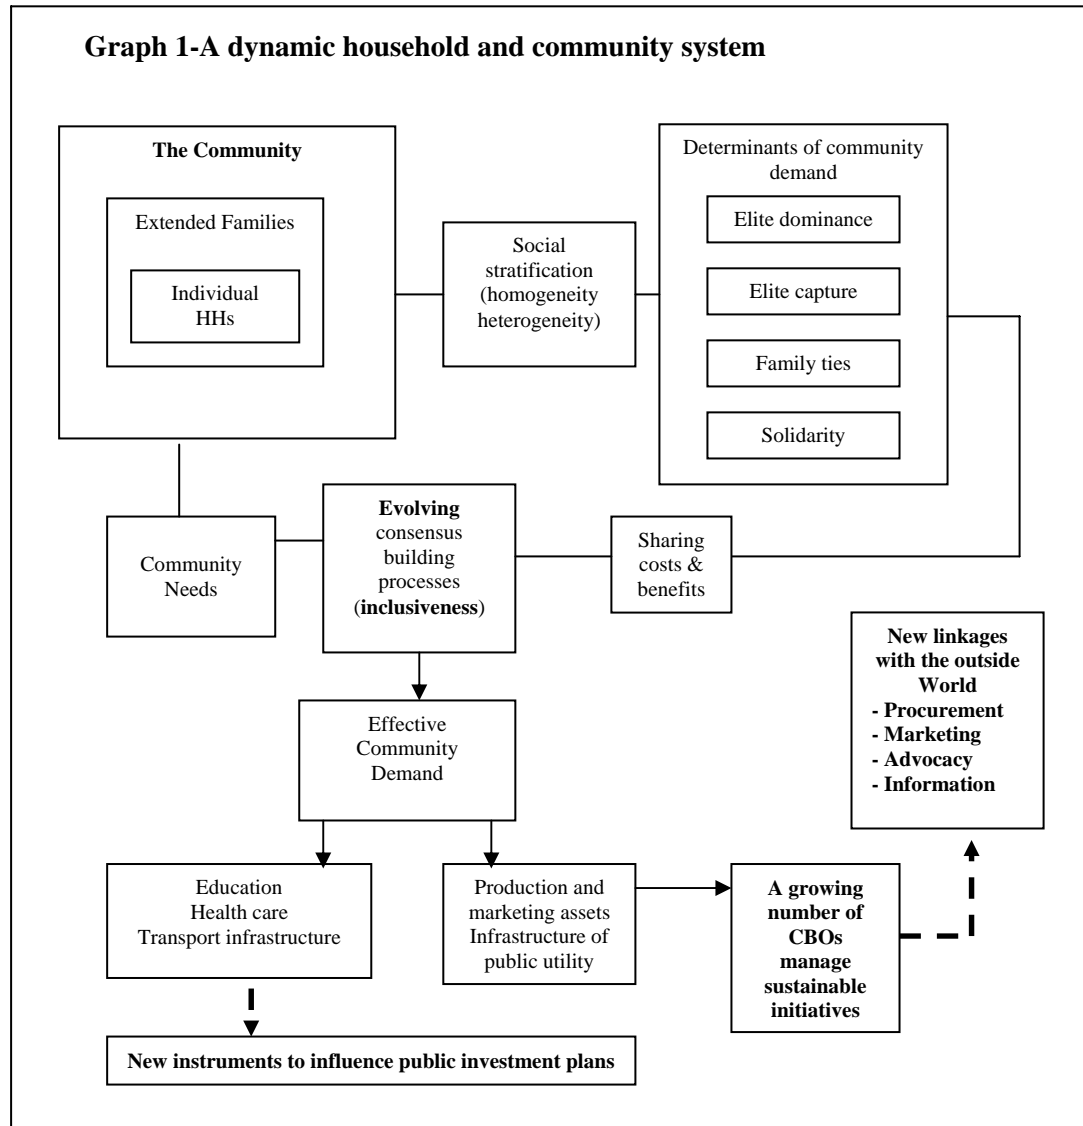 Graph 1-A dynamic household and community system
The Community
Extended Families
Individual
HHs
Social
stratification
(homogeneity
heterogeneity)
Determinants of community
demand
Elite dominance
Elite capture
Family ties
Solidarity
Community
Needs
Evolving
consensus
building
processes
(inclusiveness)
Sharing
costs &
benefits
New linkages
with the outside
World
- Procurement
- Marketing
- Advocacy
- Information
Effective
Community
Demand
Education
Health care
Transport infrastructure
Production and
marketing assets
Infrastructure of
public utility
A growing
number of
CBOs
manage
sustainable
initiatives
New instruments to influence public investment plans